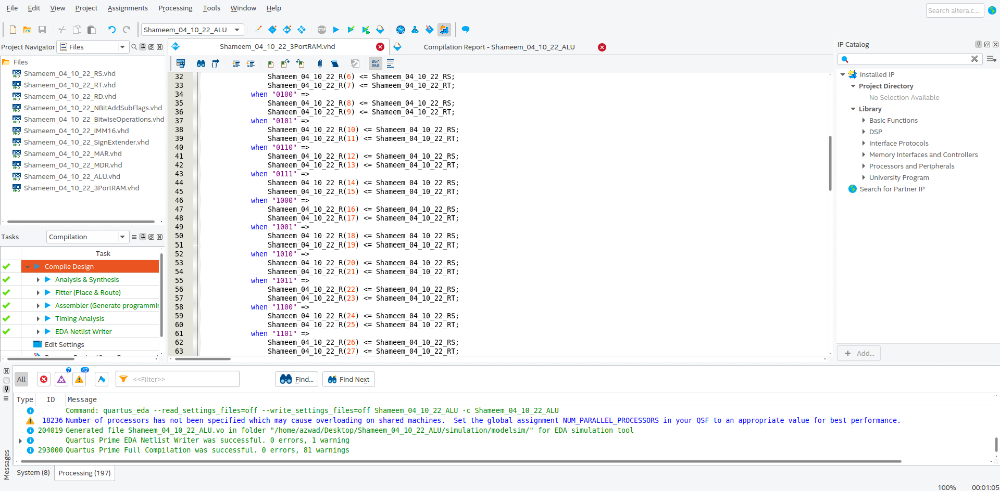 File Edit View Project Assignments Processing Tools Window Help
Search altera.c...
Shameem_04_10_22_ALU
STOP
Project Navigator Files
Files
Shameem_04_10_22_RS.vhd
Shameem_04_10_22_RT.vhd
Shameem_04_10_22_RD.vhd
Shameem_04_10_22_NBitAddSubFlags.vhd
Shameem_04_10_22_BitwiseOperations.vhd
Shameem_04_10_22_IMM16.vhd
Shameem_04_10_22_SignExtender.vhd
Shameem_04_10_22_MAR.vhd
Shameem_04_10_22_MDR.vhd
Shameem_04_10_22_ALU.vhd
Shameem_04_10_22_3PortRAM.vhd
Tasks Compilation
Task
Compile Design
Analysis & Synthesis
Fitter (Place & Route)
Assembler (Generate programmin
Timing Analysis
EDA Netlist Writer
Edit Settings
Shameem_04_10_22_3PortRAM.vhd
Compilation Report - Shameem_04_10_22_ALU
267
268
32 Shameem_04_10_22_R(6) <= Shameem_04_10_22_RS;
33 Shameem_04_10_22_R(7) <= Shameem_04_10_22_RT;
34 when "0100" =>
35 Shameem_04_10_22_R(8) <= Shameem_04_10_22_RS;
36 Shameem_04_10_22_R(9) <= Shameem_04_10_22_RT;
37 when "0101" =>
38 Shameem_04_10_22_R(10) <= Shameem_04_10_22_RS;
39 Shameem_04_10_22_R(11) <= Shameem_04_10_22_RT;
40 when "0110" =>
41 Shameem_04_10_22_R(12) <= Shameem_04_10_22_RS;
42 Shameem_04_10_22_R(13) <= Shameem_04_10_22_RT;
43 when "0111" =>
44 Shameem_04_10_22_R(14) <= Shameem_04_10_22_RS;
45 Shameem_04_10_22_R(15) <= Shameem_04_10_22_RT;
46 when "1000" =>
47 Shameem_04_10_22_R(16) <= Shameem_04_10_22_RS;
48 Shameem_04_10_22_R(17) <= Shameem_04_10_22_RT;
49 when "1001" =>
50 Shameem_04_10_22_R(18) <= Shameem_04_10_22_RS;
51 Shameem_04_10_22_R(19) <= Shameem_04_10_22_RT;
52 when "1010" =>
53 Shameem_04_10_22_R(20) <= Shameem_04_10_22_RS;
54 Shameem_04_10_22_R(21) <= Shameem_04_10_22_RT;
55 when "1011" =>
56 Shameem_04_10_22_R(22) <= Shameem_04_10_22_RS;
57 Shameem_04_10_22_R(23) <= Shameem_04_10_22_RT;
58 when "1100" =>
59 Shameem_04_10_22_R(24) <= Shameem_04_10_22_RS;
60 Shameem_04_10_22_R(25) <= Shameem_04_10_22_RT;
61 when "1101" =>
62 Shameem_04_10_22_R(26) <= Shameem_04_10_22_RS;
63 Shameem_04_10_22_R(27) <= Shameem_04_10_22_RT;
IP Catalog
Installed IP
Project Directory
No Selection Available
Library
Basic Functions
DSP
Interface Protocols
Memory Interfaces and Controllers
Processors and Peripherals
University Program
Search for Partner IP
+ Add...
All 7 42 <<Filter>> Find... Find Next
Type ID Message
Command: quartus_eda --read_settings_files=off --write_settings_files=off Shameem_04_10_22_ALU -c Shameem_04_10_22_ALU
18236 Number of processors has not been specified which may cause overloading on shared machines.  Set the global assignment NUM_PARALLEL_PROCESSORS in your QSF to an appropriate value for best performance.
204019 Generated file Shameem_04_10_22_ALU.vo in folder "/home/azwad/Desktop/Shameem_04_10_22_ALU/simulation/modelsim/" for EDA simulation tool
Quartus Prime EDA Netlist Writer was successful. 0 errors, 1 warning
293000 Quartus Prime Full Compilation was successful. 0 errors, 81 warnings
Messages
System (8) Processing (197)
100% 00:01:05